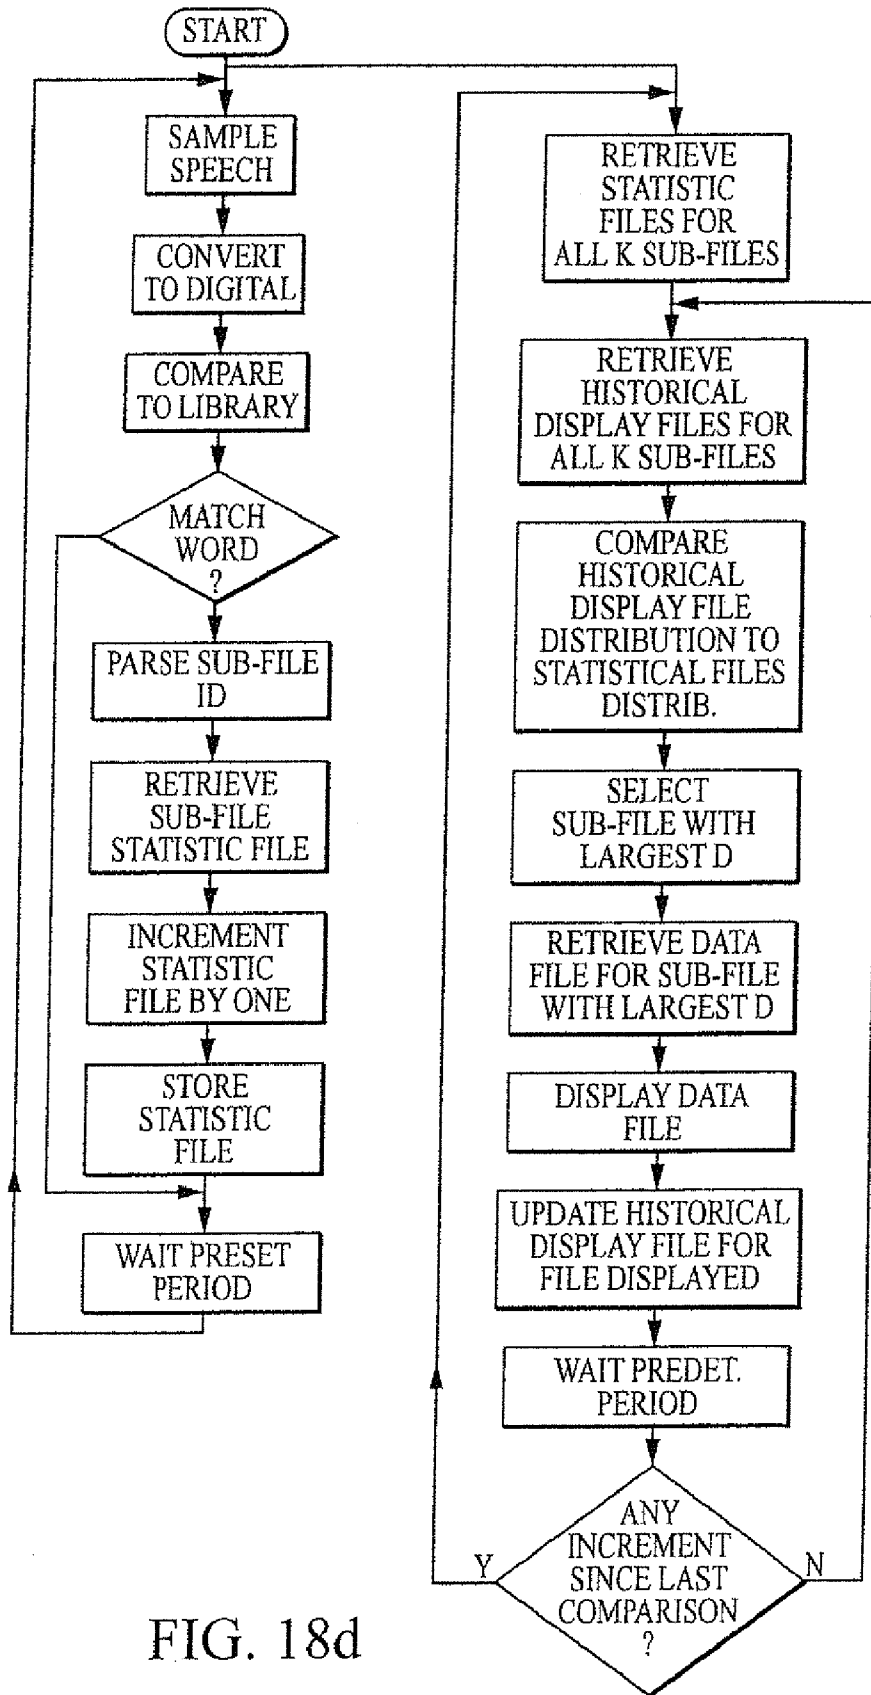 START
SAMPLE
SPEECH
CONVERT
TO DIGITAL
COMPARE
TO LIBRARY
MATCH
WORD
?
PARSE SUB-FILE
ID
RETRIEVE
SUB-FILE
STATISTIC FILE
INCREMENT
STATISTIC
FILE BY ONE
STORE
STATISTIC
FILE
WAIT PRESET
PERIOD
RETRIEVE
STATISTIC
FILES FOR
ALL K SUB-FILES
RETRIEVE
HISTORICAL
DISPLAY FILES FOR
ALL K SUB-FILES
COMPARE
HISTORICAL
DISPLAY FILE
DISTRIBUTION TO
STATISTICAL FILES
DISTRIB.
SELECT
SUB-FILE WITH
LARGEST D
RETRIEVE DATA
FILE FOR SUB-FILE
WITH LARGEST D
DISPLAY DATA
FILE
UPDATE HISTORICAL
DISPLAY FILE FOR
FILE DISPLAYED
WAIT PREDET.
PERIOD
ANY
INCREMENT
SINCE LAST
COMPARISON
?
Y
N
FIG. 18d